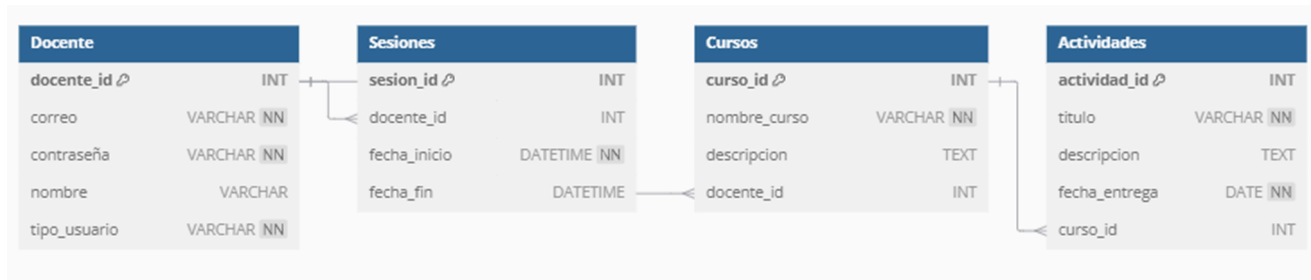 Docente
docente_id INT
correo VARCHAR NN
contraseña VARCHAR NN
nombre VARCHAR
tipo_usuario VARCHAR NN
Sesiones
sesion_id INT
docente_id INT
fecha_inicio DATETIME NN
fecha_fin DATETIME
Cursos
curso_id INT
nombre_curso VARCHAR NN
descripcion TEXT
docente_id INT
Actividades
actividad_id INT
titulo VARCHAR NN
descripcion TEXT
fecha_entrega DATE NN
curso_id INT